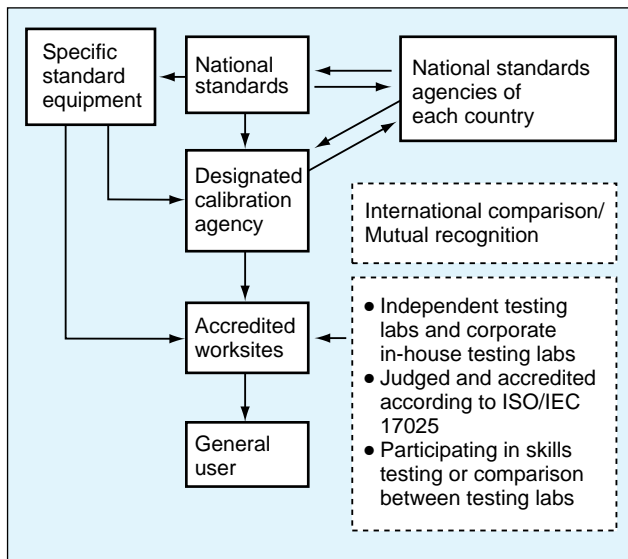 Specific
standard
equipment
National
standards
National standards
agencies of
each country
Designated
calibration
agency
International comparison/
Mutual recognition
Accredited
worksites
● Independent testing
labs and corporate
in-house testing labs
● Judged and accredited
according to ISO/IEC
17025
● Participating in skills
testing or comparison
between testing labs
General
user